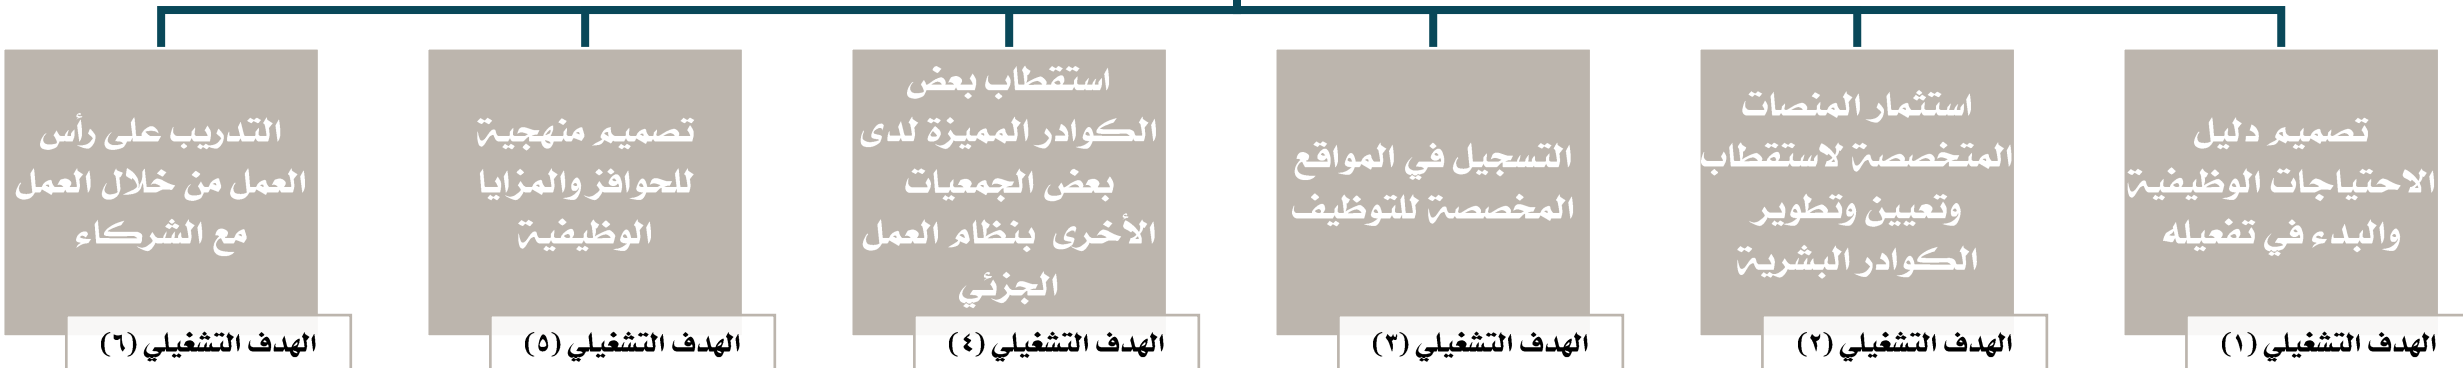 تصميم دليل
الاحتياجات الوظيفية
والبدء في تفعيله
الهدف التشغيلي (١)
استثمار المنصات
المتخصصة لاستقطاب
وتعيين وتطوير
الكوادر البشرية
الهدف التشغيلي (٢)
التسجيل في المواقع
المخصصة للتوظيف
الهدف التشغيلي (٣)
استقطاب بعض
الكوادر المميزة لدى
بعض الجمعيات
الأخرى بنظام العمل
الجزئي
الهدف التشغيلي (٤)
تصميم منهجية
للحوافز والمزايا
الوظيفية
الهدف التشغيلي (٥)
التدريب على رأس
العمل من خلال العمل
مع الشركاء
الهدف التشغيلي (٦)